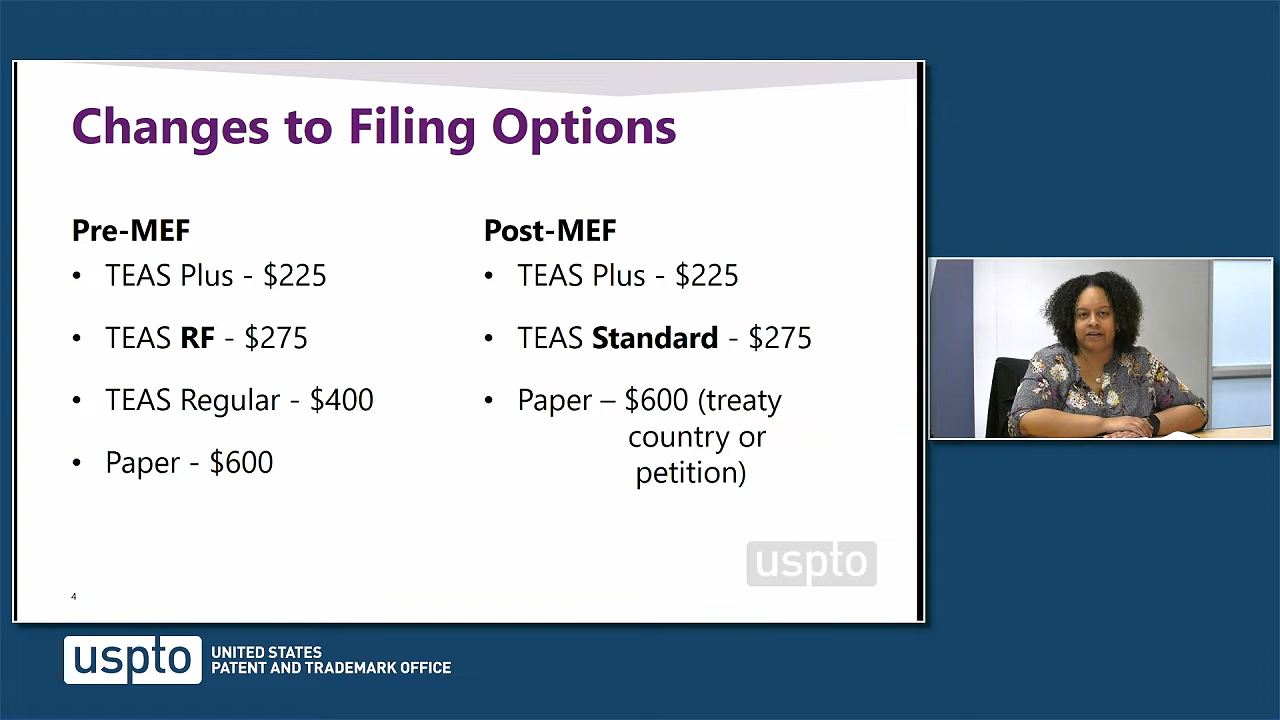 Changes to Filing Options
Pre-MEF
• TEAS Plus - $225
• TEAS RF - $275
• TEAS Regular - $400
• Paper - $600
Post-MEF
• TEAS Plus - $225
• TEAS Standard - $275
• Paper – $600 (treaty
country or
petition)
uspto
4
uspto
UNITED STATES
PATENT AND TRADEMARK OFFICE